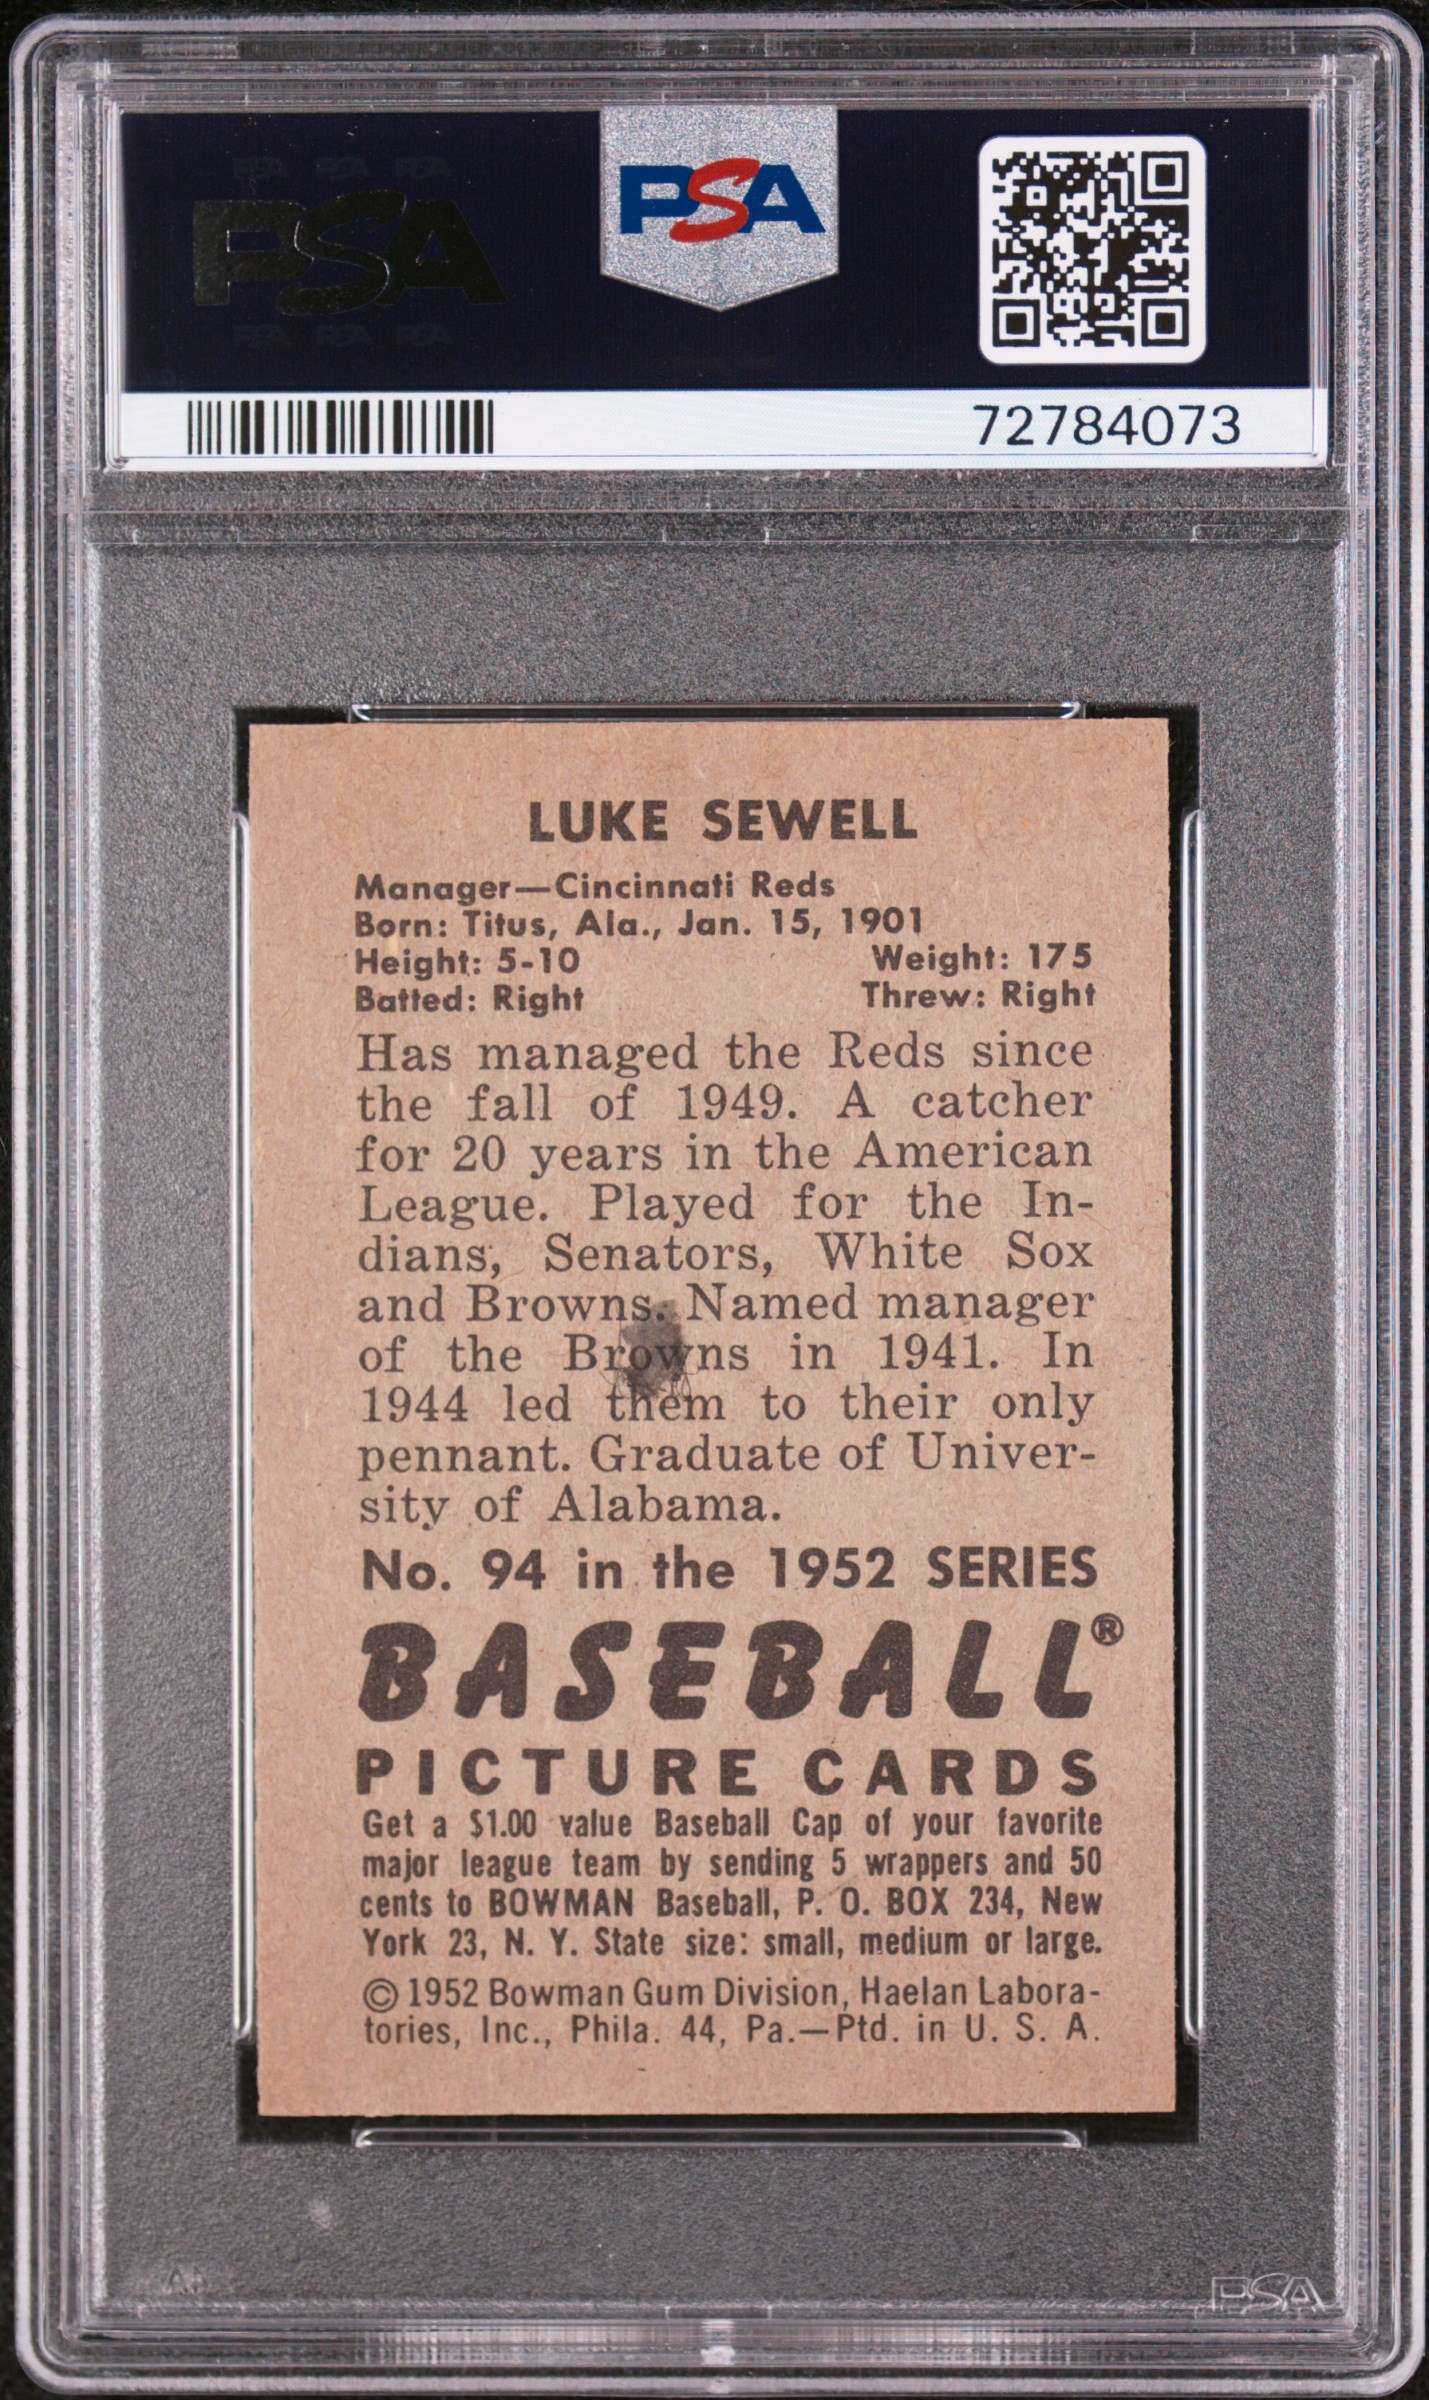 PSA PSA PSA
PSA
PSA PSA PSA
PSA
72784073
LUKE SEWELL
Manager—Cincinnati Reds
Born: Titus, Ala., Jan. 15, 1901
Height: 5-10 Weight: 175
Batted: Right Threw: Right
Has managed the Reds since
the fall of 1949. A catcher
for 20 years in the American
League. Played for the In-
dians, Senators, White Sox
and Browns. Named manager
of the Browns in 1941. In
1944 led them to their only
pennant. Graduate of Univer-
sity of Alabama.
No. 94 in the 1952 SERIES
BASEBALL®
PICTURE CARDS
Get a $1.00 value Baseball Cap of your favorite
major league team by sending 5 wrappers and 50
cents to BOWMAN Baseball, P. O. BOX 234, New
York 23, N. Y. State size: small, medium or large.
© 1952 Bowman Gum Division, Haelan Labora-
tories, Inc., Phila. 44, Pa.—Ptd. in U. S. A.
PSA